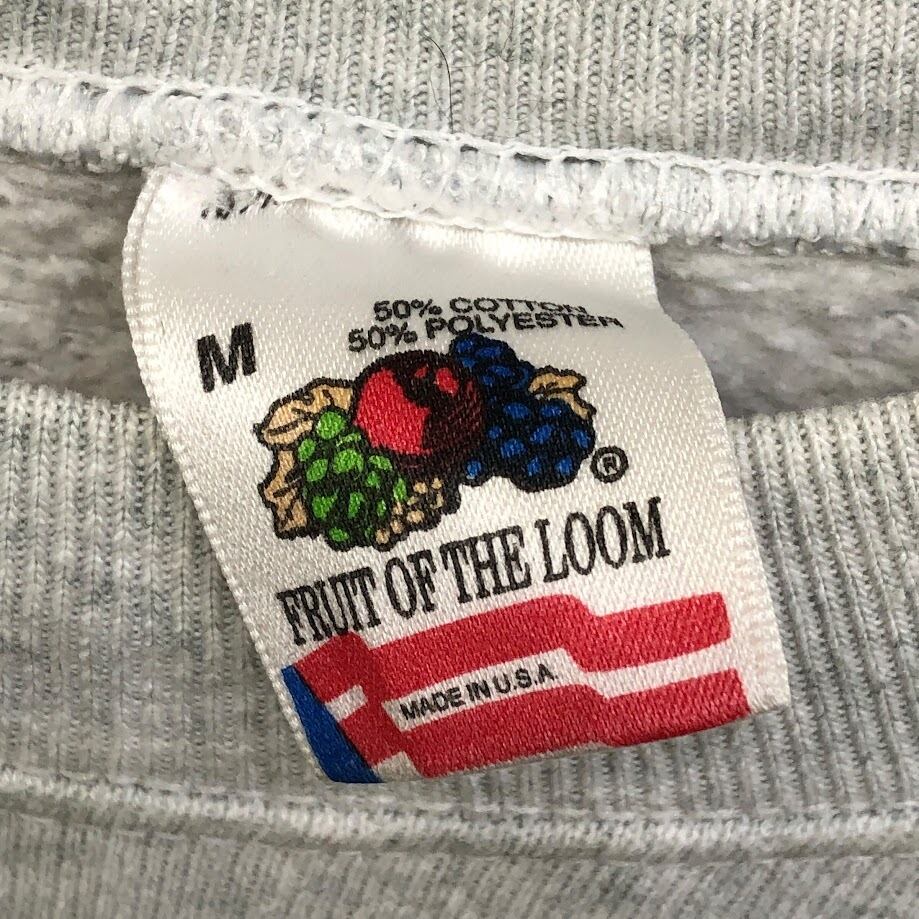 M
50% COTTON
50% POLYESTER
®
FRUIT OF THE LOOM
MADE IN U.S.A.